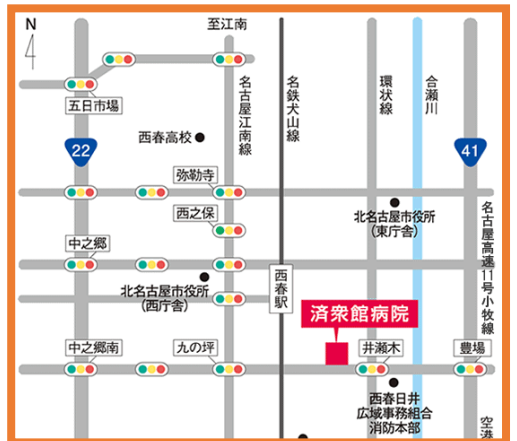 N
至江南
五日市場
名古屋江南線
名鉄犬山線
環状線
合瀬川
西春高校
22
41
弥勒寺
西之保
北名古屋市役所
(東庁舎)
名古屋高速11号小牧線
中之郷
北名古屋市役所
(西庁舎)
西春駅
済衆館病院
中之郷南
九の坪
井瀬木
豊場
西春日井
広域事務組合
消防本部
空港